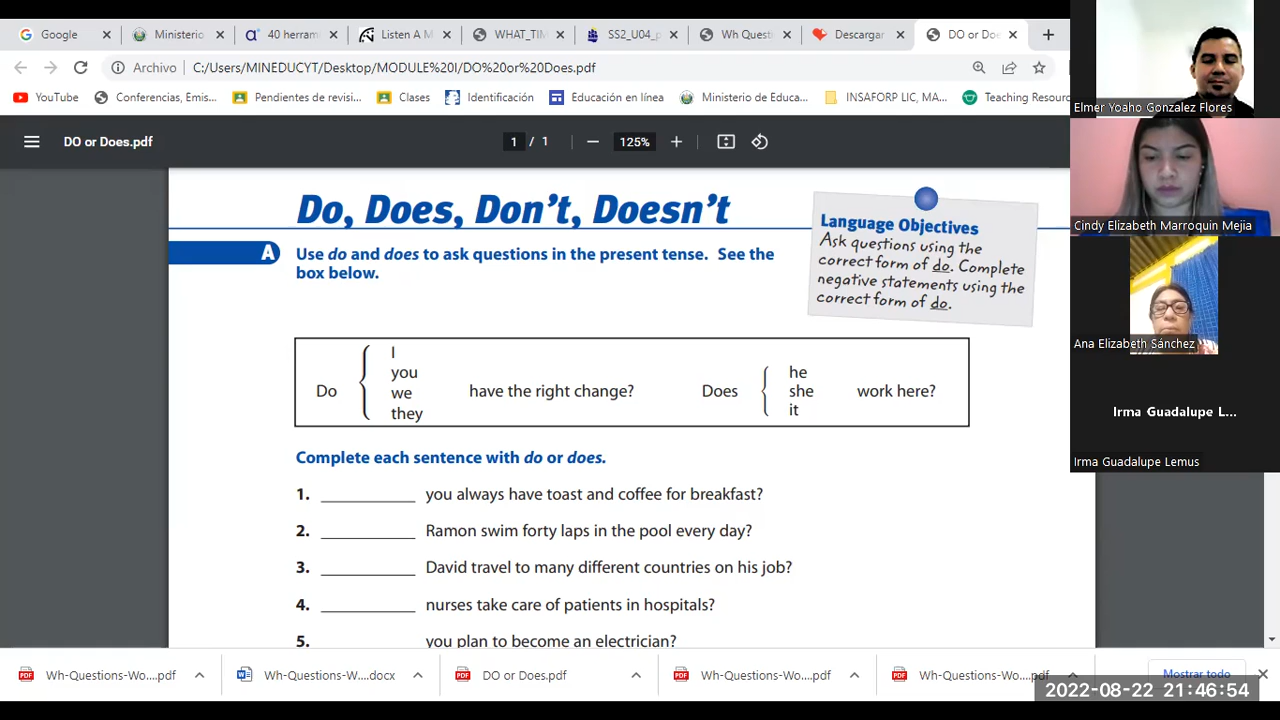 Google
Ministerio
40 herram
Listen A M
WHAT_TIM
SS2_U04_p
Wh Quest
Descargar
DO or Doe
Archivo
C:/Users/MINEDUCYT/Desktop/MODULE%20I/DO%20or%20Does.pdf
YouTube
Conferencias, Emis...
Pendientes de revisi...
Clases
Identificación
Educación en línea
Ministerio de Educa...
INSAFORP LIC, MA...
Teaching Resourc
DO or Does.pdf
1 / 1
125%
Do, Does, Don't, Doesn't
Language Objectives
Ask questions using the
correct form of do. Complete
negative statements using the
correct form of do.
A
Use do and does to ask questions in the present tense. See the
box below.
Do
I
you
we
they
have the right change?
Does
he
she
it
work here?
Complete each sentence with do or does.
1. __________ you always have toast and coffee for breakfast?
2. __________ Ramon swim forty laps in the pool every day?
3. __________ David travel to many different countries on his job?
4. __________ nurses take care of patients in hospitals?
5. __________ you plan to become an electrician?
Elmer Yoaho Gonzalez Flores
Cindy Elizabeth Marroquin Mejia
Ana Elizabeth Sánchez
Irma Guadalupe L...
Irma Guadalupe Lemus
Wh-Questions-Wo....pdf
Wh-Questions-W....docx
DO or Does.pdf
Wh-Questions-Wo....pdf
Wh-Questions-Wo....pdf
Mostrar todo
2022-08-22 21:46:54